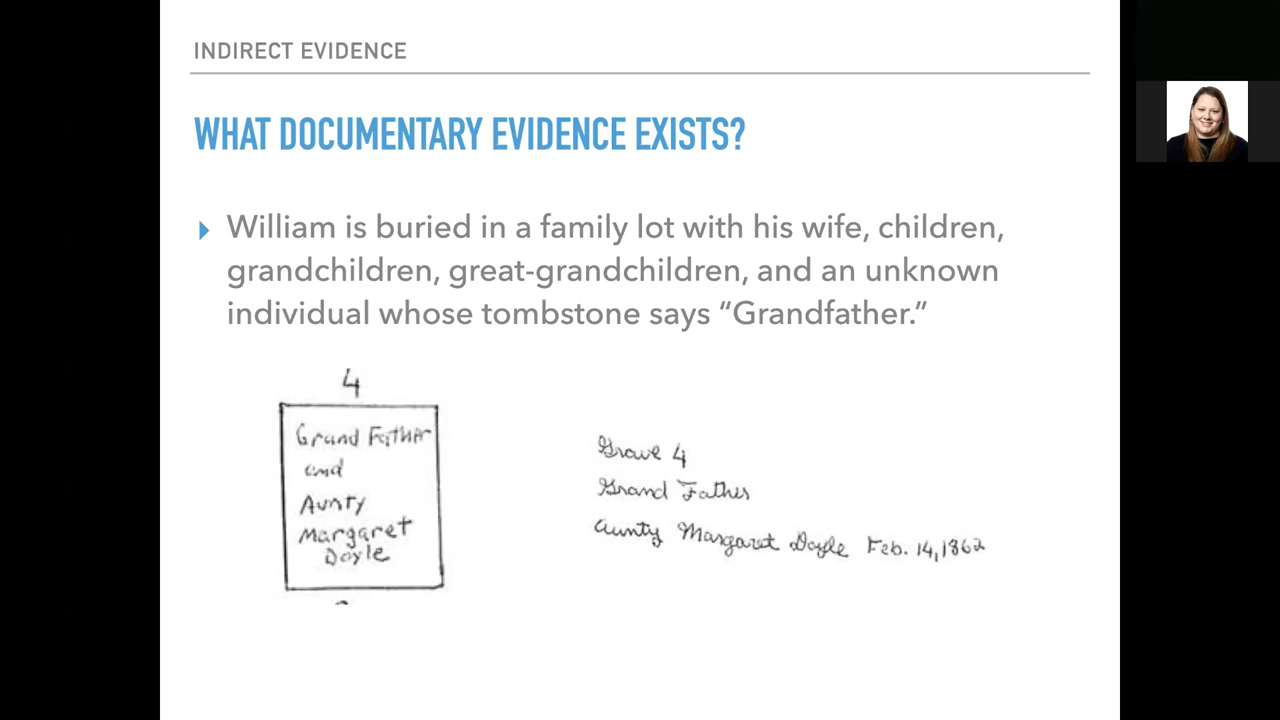 INDIRECT EVIDENCE
WHAT DOCUMENTARY EVIDENCE EXISTS?
William is buried in a family lot with his wife, children,
grandchildren, great-grandchildren, and an unknown
individual whose tombstone says “Grandfather.”
4
Grand Father
and
Aunty
Margaret
Doyle
Grave 4
Grand Father
Aunty Margaret Doyle Feb. 14, 1862